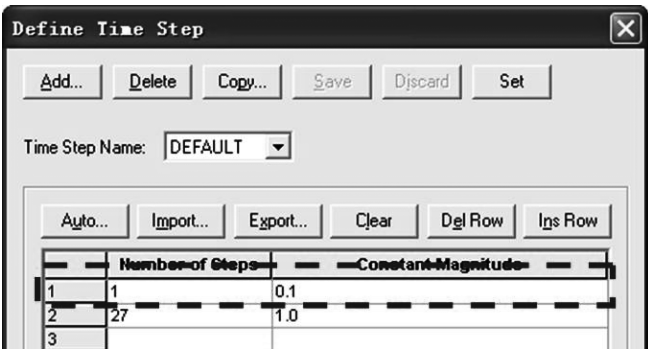 Define Time Step
Add... Delete Copy... Save Discard Set
Time Step Name: DEFAULT
Auto... Import... Export... Clear Del Row Ins Row
Number of Steps Constant Magnitude
1 1 0.1
2 27 1.0
3